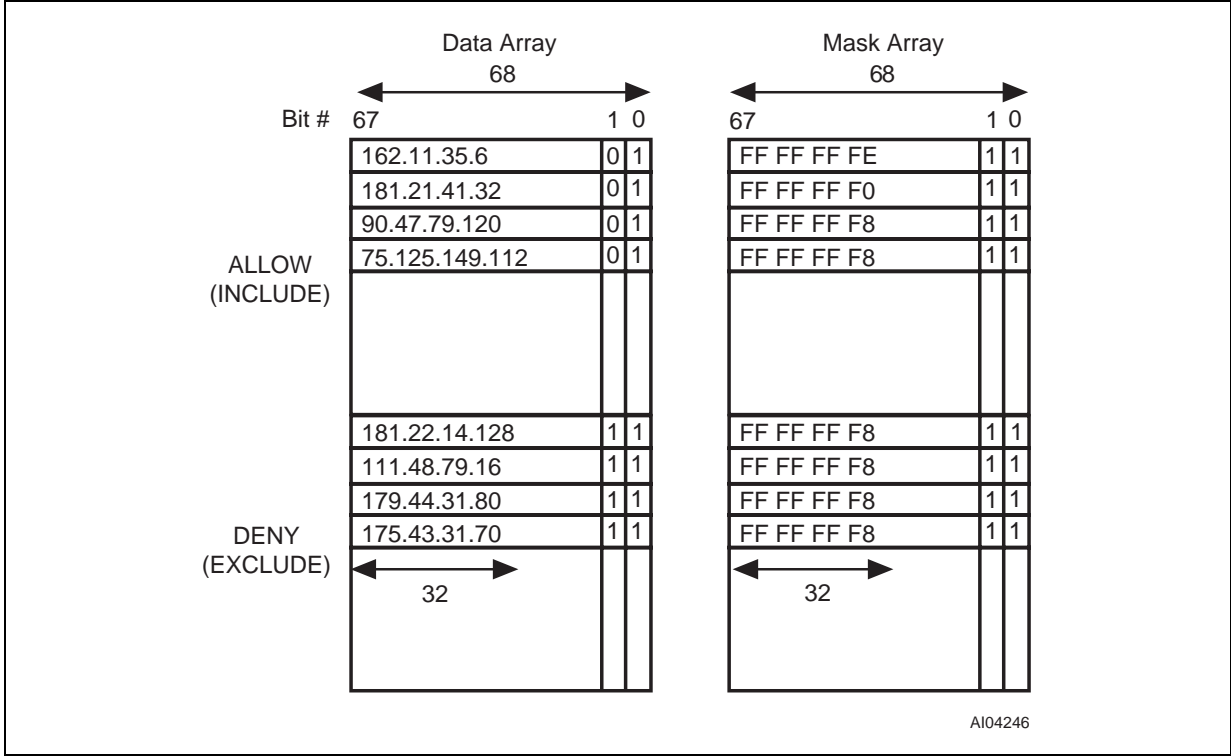 Data Array Mask Array
68 68
Bit # 67 1 0 67 1 0
162.11.35.6 0 1 FF FF FF FE 1 1
181.21.41.32 0 1 FF FF FF F0 1 1
90.47.79.120 0 1 FF FF FF F8 1 1
75.125.149.112 0 1 FF FF FF F8 1 1
ALLOW
(INCLUDE)
181.22.14.128 1 1 FF FF FF F8 1 1
111.48.79.16 1 1 FF FF FF F8 1 1
179.44.31.80 1 1 FF FF FF F8 1 1
175.43.31.70 1 1 FF FF FF F8 1 1
DENY
(EXCLUDE)
32 32
AI04246